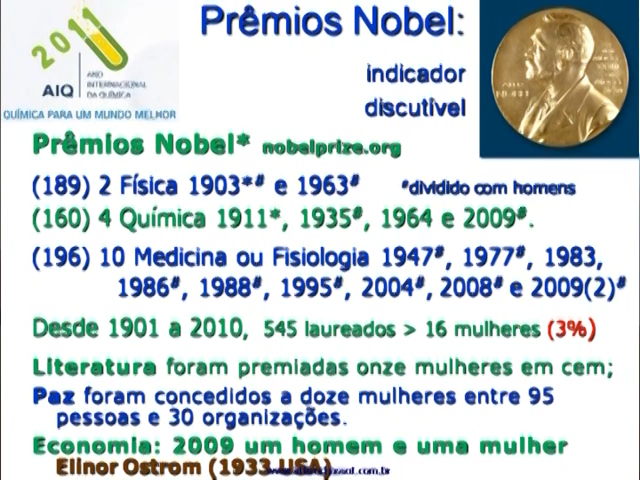 2011
AIQ
ANO
INTERNACIONAL
DA QUÍMICA
QUÍMICA PARA UM MUNDO MELHOR
Prêmios Nobel:
indicador
discutível
Prêmios Nobel* nobelprize.org
(189) 2 Física 1903*# e 1963# #dividido com homens
(160) 4 Química 1911*, 1935#, 1964 e 2009#.
(196) 10 Medicina ou Fisiologia 1947#, 1977#, 1983,
1986#, 1988#, 1995#, 2004#, 2008# e 2009(2)#
Desde 1901 a 2010, 545 laureados > 16 mulheres (3%)
Literatura foram premiadas onze mulheres em cem;
Paz foram concedidos a doze mulheres entre 95
pessoas e 30 organizações.
Economia: 2009 um homem e uma mulher
Elinor Ostrom (1933 USA)